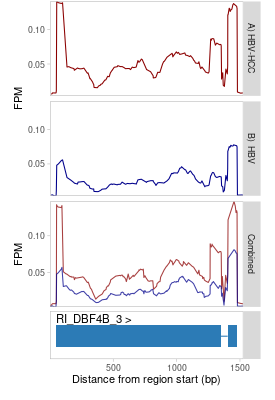 0.10
0.05
FPM
A) HBV-HCC
0.10
0.05
B) HBV
0.10
0.05
FPM
Combined
RI_DBF4B_3 >
500
1000
1500
Distance from region start (bp)